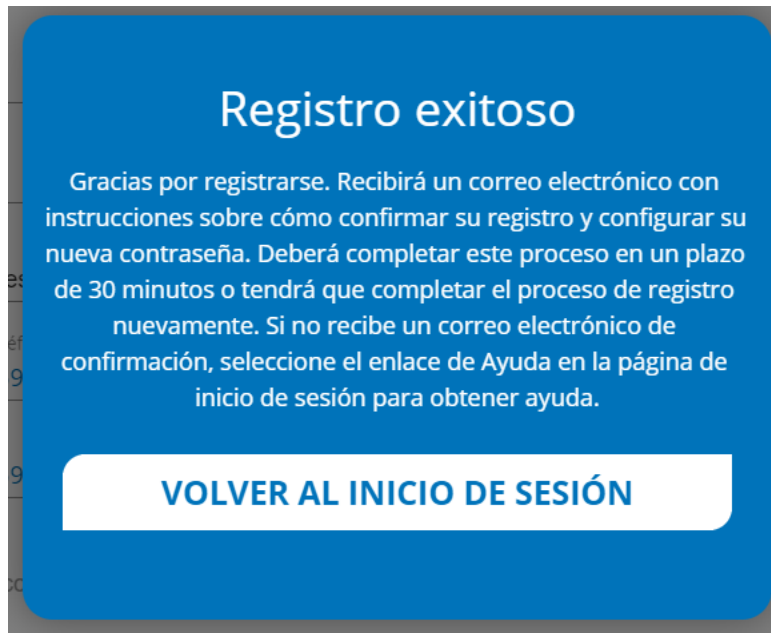 Registro exitoso
Gracias por registrarse. Recibirá un correo electrónico con
instrucciones sobre cómo confirmar su registro y configurar su
nueva contraseña. Deberá completar este proceso en un plazo
de 30 minutos o tendrá que completar el proceso de registro
nuevamente. Si no recibe un correo electrónico de
confirmación, seleccione el enlace de Ayuda en la página de
inicio de sesión para obtener ayuda.
VOLVER AL INICIO DE SESIÓN